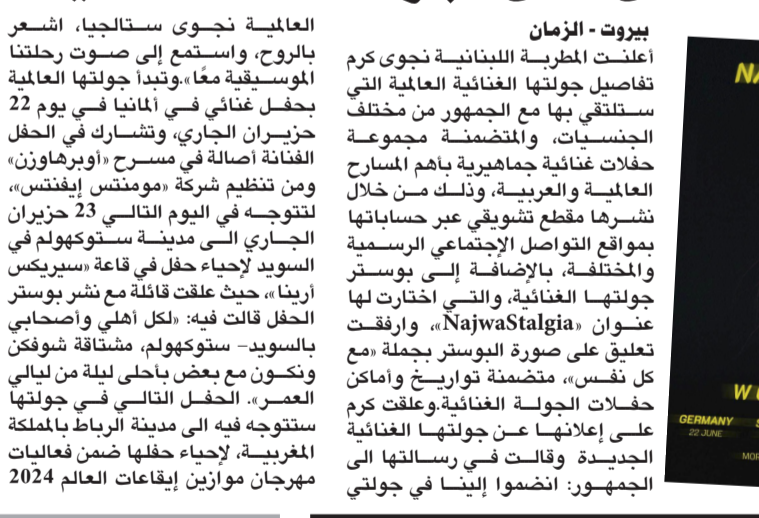 بيروت - الزمان
أعلنت المطربة اللبنانية نجوى كرم
تفاصيل جولتها الغنائية العالمية التي
ستلتقي بها مع الجمهور من مختلف
الجنسيات، والمتضمنة مجموعة
حفلات غنائية جماهيرية بأهم المسارح
العالمية والعربية، وذلك من خلال
نشرها مقطع تشويقي عبر حساباتها
بمواقع التواصل الإجتماعي الرسمية
والمختلفة، بالإضافة إلى بوستر
جولتها الغنائية، والتي اختارت لها
عنوان «NajwaStalgia»، وارفقت
تعليق على صورة البوستر بجملة «مع
كل نفس»، متضمنة تواريخ وأماكن
حفلات الجولة الغنائية.وعلقت كرم
على إعلانها عن جولتها الغنائية
الجديدة وقالت في رسالتها الى
الجمهور: انضموا إلينا في جولتي
العالمية نجوى ستالجيا، اشعر
بالروح، واستمع إلى صوت رحلتنا
الموسيقية معًا».وتبدأ جولتها العالمية
بحفل غنائي في ألمانيا في يوم 22
حزيران الجاري، وتشارك في الحفل
الفنانة أصالة في مسرح «أوبرهاوزن»
ومن تنظيم شركة «مومنتس إيفنتس»،
لتتوجه في اليوم التالي 23 حزيران
الجاري الى مدينة ستوكهولم في
السويد لإحياء حفل في قاعة «سيركس
أرينا»، حيث علقت قائلة مع نشر بوستر
الحفل قالت فيه: «لكل أهلي وأصحابي
بالسويد– ستوكهولم، مشتاقة شوفكن
ونكون مع بعض بأحلى ليلة من ليالي
العمر». الحفل التالي في جولتها
ستتوجه فيه الى مدينة الرباط بالملكة
المغربية، لإحياء حفلها ضمن فعاليات
مهرجان موازين إيقاعات العالم 2024
GERMANY
22 JUNE